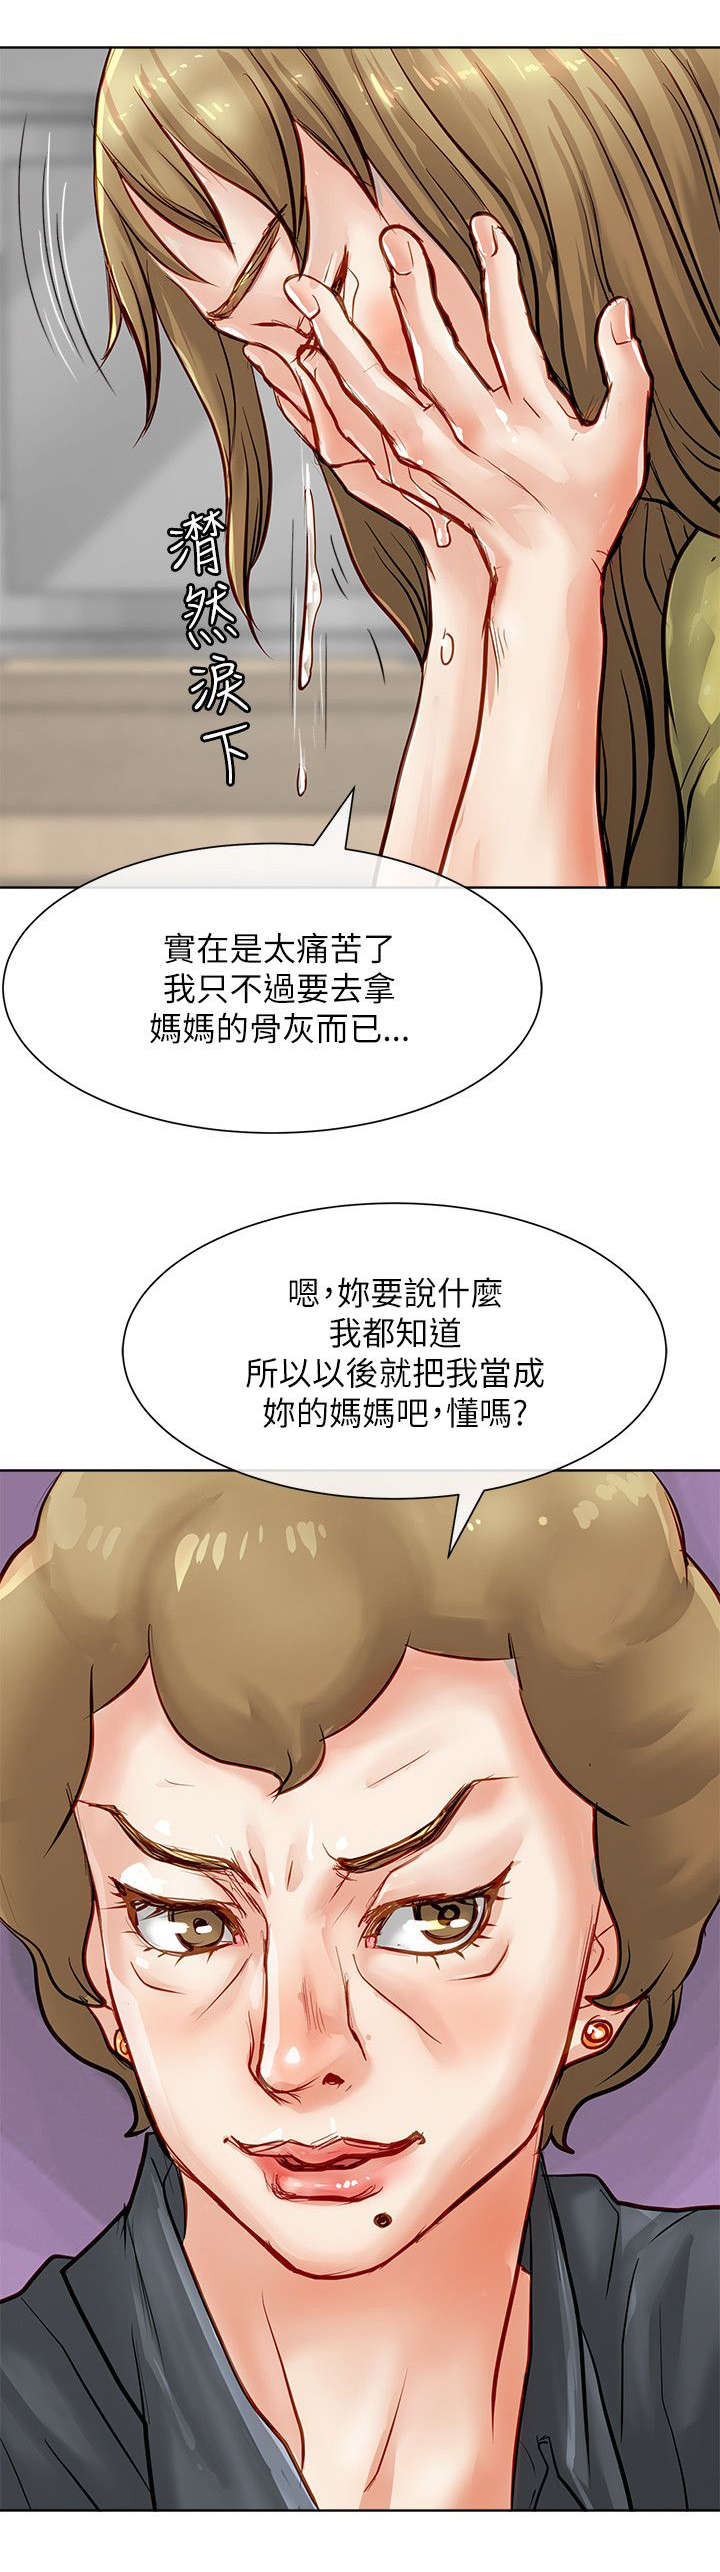 潸然淚下
實在是太痛苦了
我只不過要去拿
媽媽的骨灰而已...
嗯，妳要說什麼
我都知道
所以以後就把我當成
妳的媽媽吧，懂嗎?